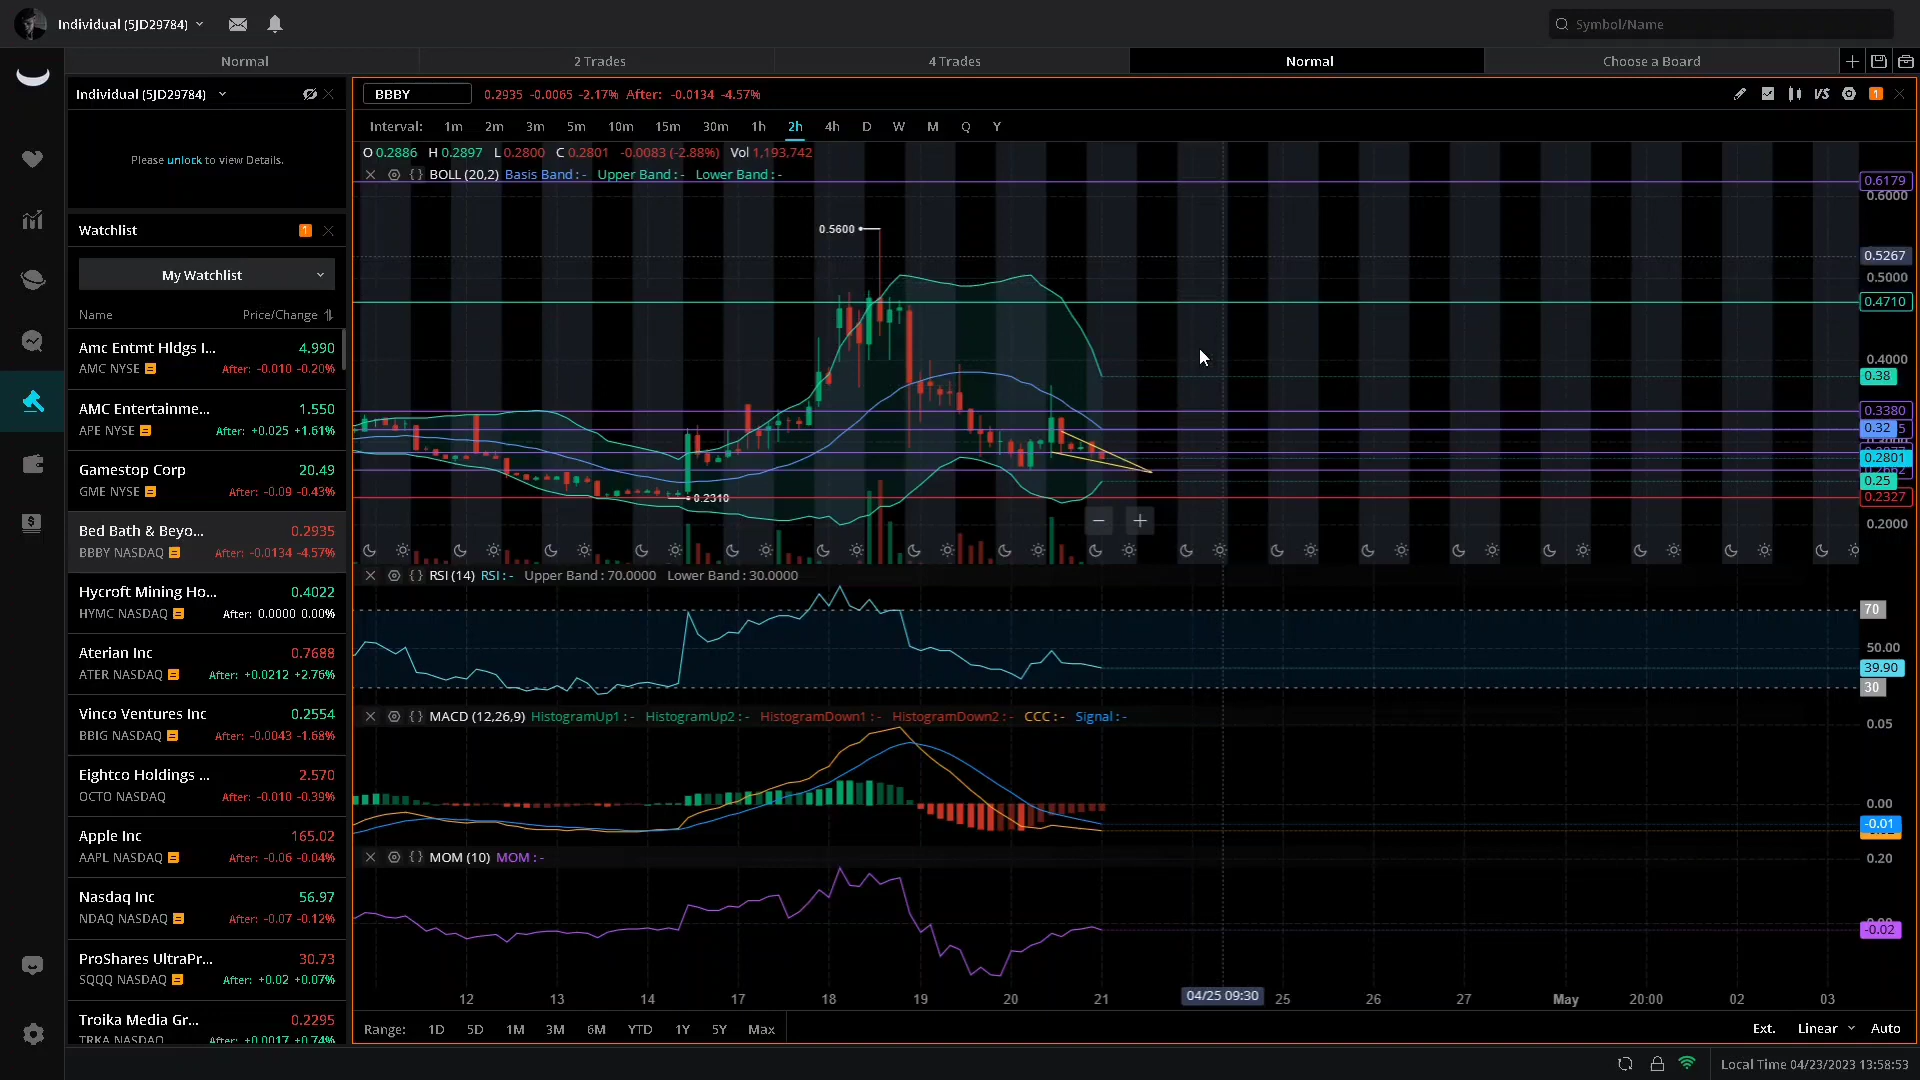 Individual (5JD29784)
Symbol/Name
Normal
2 Trades
4 Trades
Normal
Choose a Board
Individual (5JD29784)
Please unlock to view Details.
Watchlist
1
My Watchlist
Name Price/Change
Amc Entmt Hldgs I... 4.990
AMC NYSE After: -0.010 -0.20%
AMC Entertainme... 1.550
APE NYSE After: +0.025 +1.61%
Gamestop Corp 20.49
GME NYSE After: -0.09 -0.43%
Bed Bath & Beyo... 0.2935
BBBY NASDAQ After: -0.0134 -4.57%
Hycroft Mining Ho... 0.4022
HYMC NASDAQ After: 0.0000 0.00%
Aterian Inc 0.7688
ATER NASDAQ After: +0.0212 +2.76%
Vinco Ventures Inc 0.2554
BBIG NASDAQ After: -0.0043 -1.68%
Eightco Holdings ... 2.570
OCTO NASDAQ After: -0.010 -0.39%
Apple Inc 165.02
AAPL NASDAQ After: -0.06 -0.04%
Nasdaq Inc 56.97
NDAQ NASDAQ After: -0.07 -0.12%
ProShares UltraPr... 30.73
SQQQ NASDAQ After: +0.02 +0.07%
Troika Media Gr... 0.2295
TRKA NASDAQ After: +0.0017 +0.74%
BBBY 0.2935 -0.0065 -2.17% After: -0.0134 -4.57%
VS
1
Interval: 1m 2m 3m 5m 10m 15m 30m 1h 2h 4h D W M Q Y
O 0.2886 H 0.2897 L 0.2800 C 0.2801 -0.0083 (-2.88%) Vol 1,193,742
BOLL (20,2) Basis Band : - Upper Band : - Lower Band : -
0.5600
0.2310
0.6179
0.6000
0.5267
0.5000
0.4710
0.4000
0.38
0.3380
0.32
0.2801
0.25
0.2327
0.2000
RSI (14) RSI : - Upper Band : 70.0000 Lower Band : 30.0000
70
50.00
39.90
30
MACD (12,26,9) HistogramUp1 : - HistogramUp2 : - HistogramDown1 : - HistogramDown2 : - CCC : - Signal : -
0.05
0.00
-0.01
MOM (10) MOM : -
0.20
-0.02
12 13 14 17 18 19 20 21 04/25 09:30 25 26 27 May 20:00 02 03
Range: 1D 5D 1M 3M 6M YTD 1Y 5Y Max
Ext. Linear Auto
Local Time 04/23/2023 13:58:53